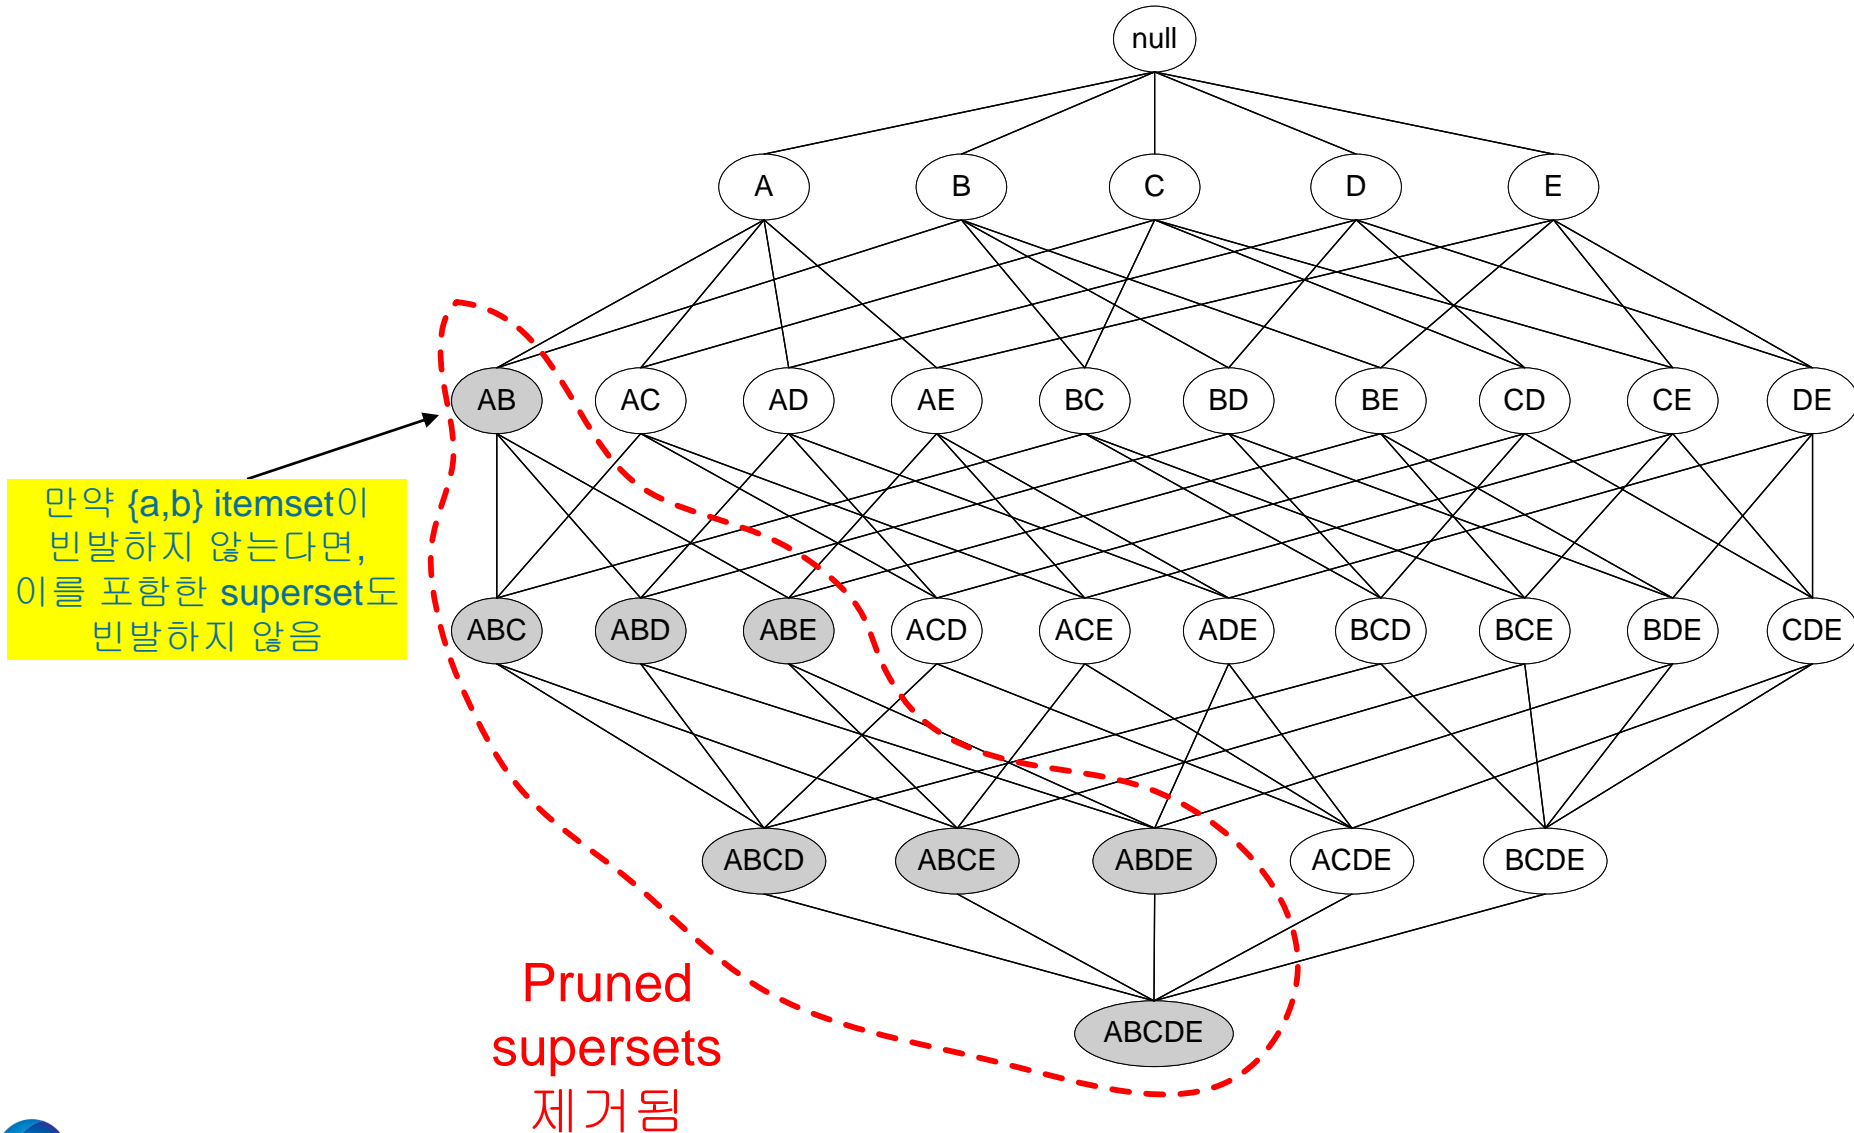 null
A B C D E
AB AC AD AE BC BD BE CD CE DE
만약 {a,b} itemset이
빈발하지 않는다면,
이를 포함한 superset도
빈발하지 않음
ABC ABD ABE ACD ACE ADE BCD BCE BDE CDE
ABCD ABCE ABDE ACDE BCDE
Pruned
supersets
제거됨
ABCDE